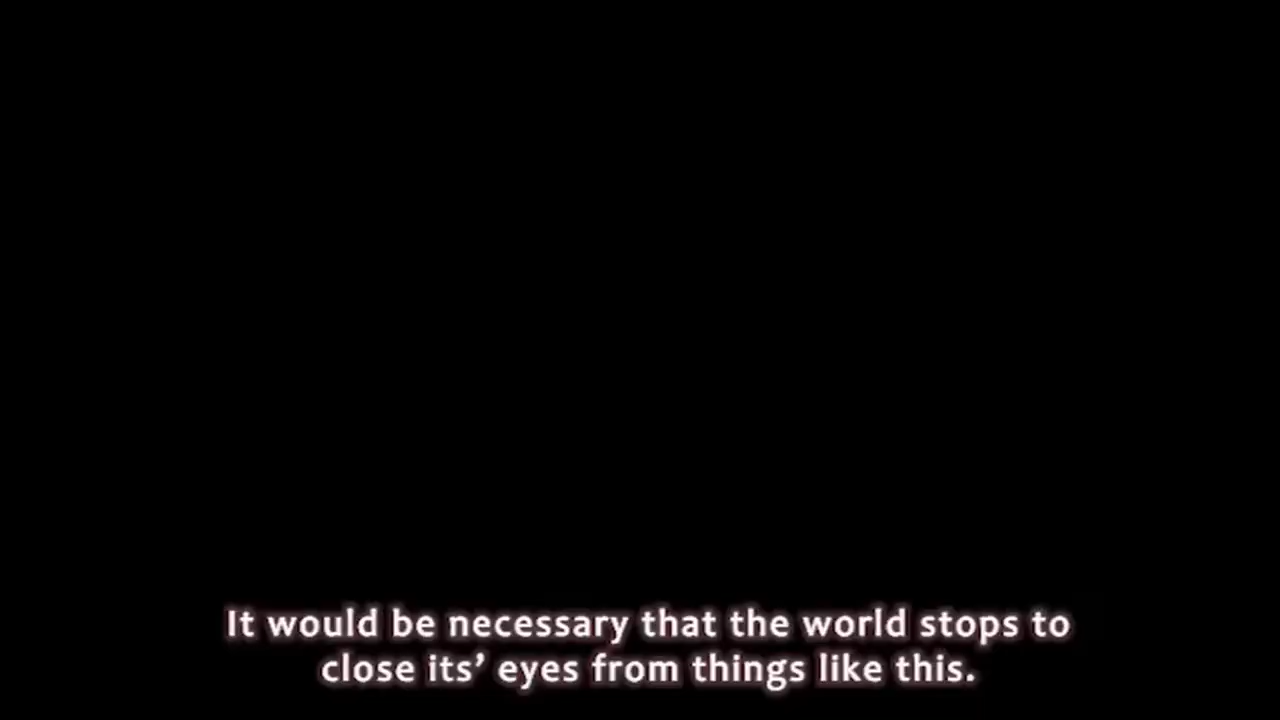 It would be necessary that the world stops to
close its’ eyes from things like this.